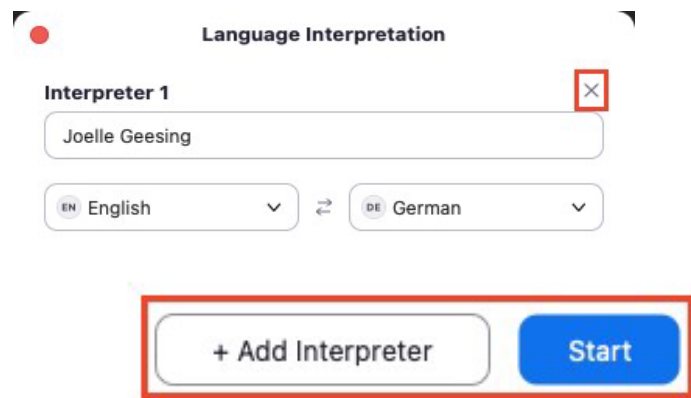 Language Interpretation
Interpreter 1
Joelle Geesing
EN English
DE German
+ Add Interpreter
Start